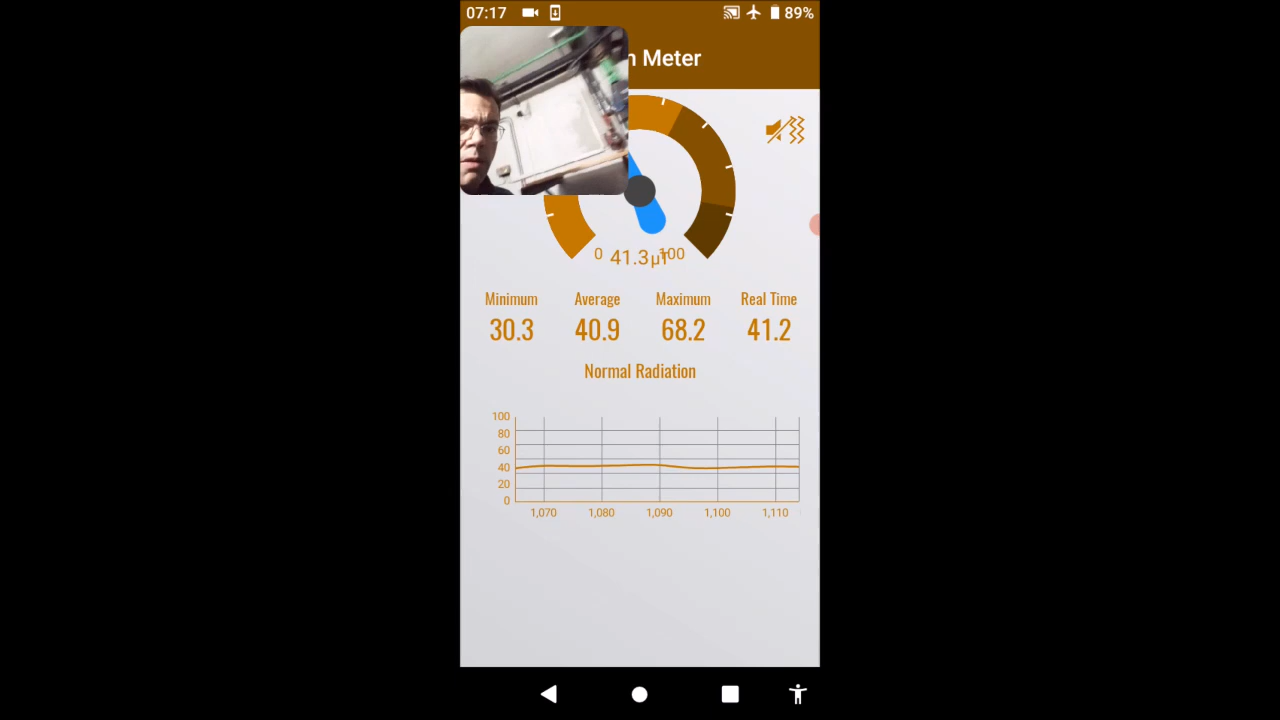 07:17 89%
n Meter
0 41.3µT 100
Minimum Average Maximum Real Time
30.3 40.9 68.2 41.2
Normal Radiation
100
80
60
40
20
0
1,070 1,080 1,090 1,100 1,110